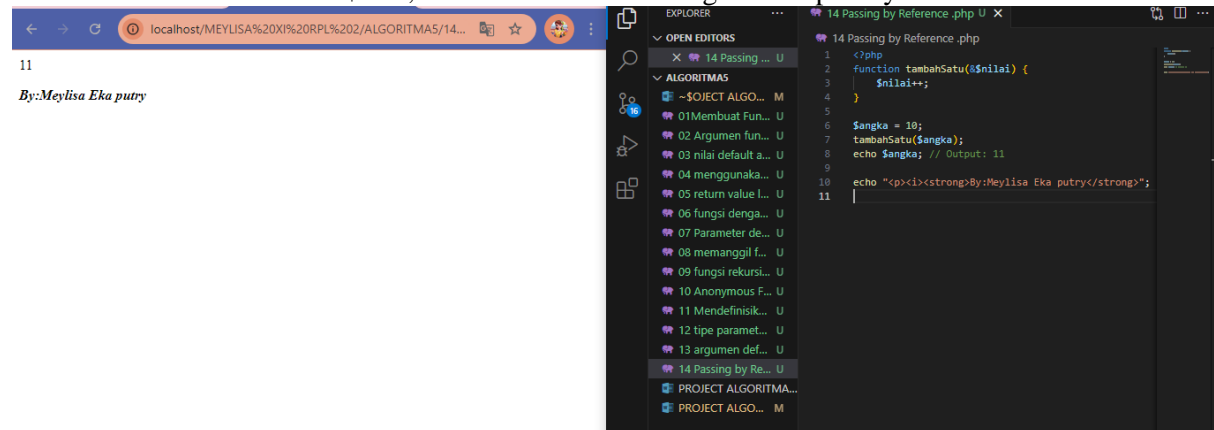 localhost/MEYLISA%20XI%20RPL%202/ALGORITMA5/14...
11
By:Meylisa Eka putry
EXPLORER ...
OPEN EDITORS
14 Passing ... U
ALGORITMA5
~$OJECT ALGO... M
01Membuat Fun... U
02 Argumen fun... U
03 nilai default a... U
04 menggunaka... U
05 return value l... U
06 fungsi denga... U
07 Parameter de... U
08 memanggil f... U
09 fungsi rekursi... U
10 Anonymous F... U
11 Mendefinisik... U
12 tipe paramet... U
13 argumen def... U
14 Passing by Re... U
PROJECT ALGORITMA...
PROJECT ALGO... M
16
14 Passing by Reference .php U
14 Passing by Reference .php
1 <?php
2 function tambahSatu(&$nilai) {
3 $nilai++;
4 }
5
6 $angka = 10;
7 tambahSatu($angka);
8 echo $angka; // Output: 11
9
10 echo "<p><i><strong>By:Meylisa Eka putry</strong>";
11